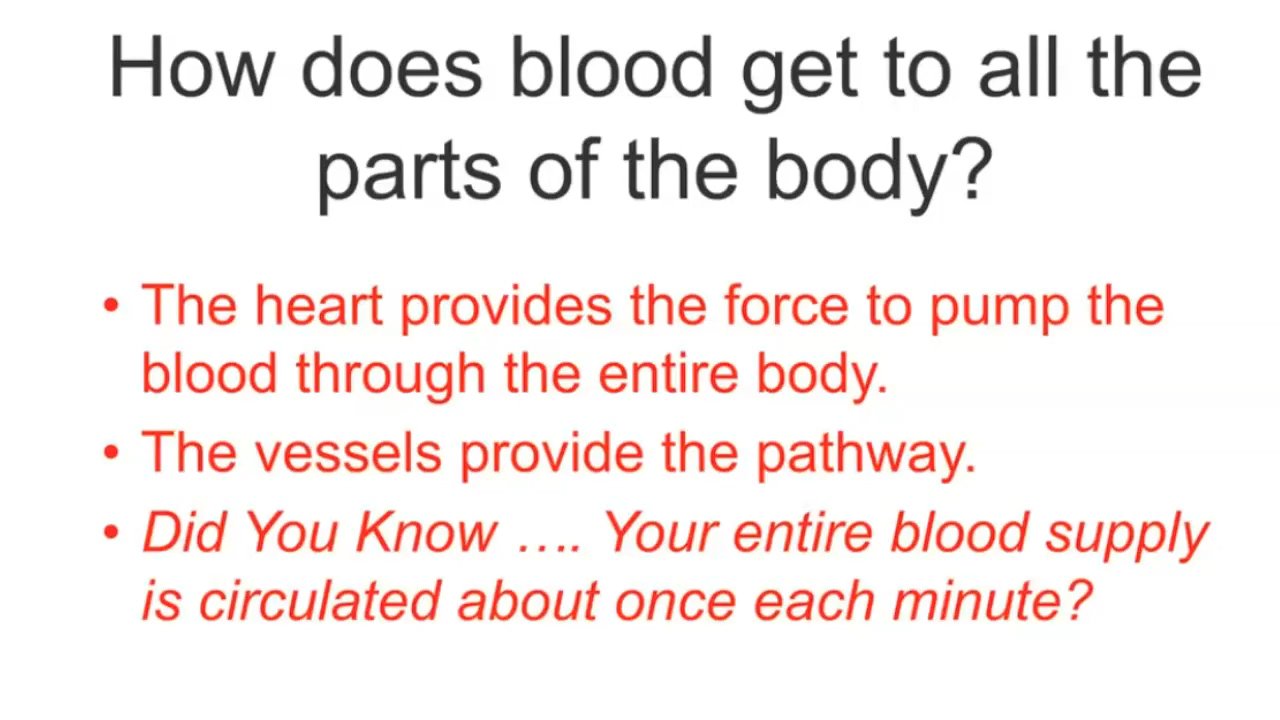 How does blood get to all the
parts of the body?
• The heart provides the force to pump the
blood through the entire body.
• The vessels provide the pathway.
• Did You Know …. Your entire blood supply
is circulated about once each minute?